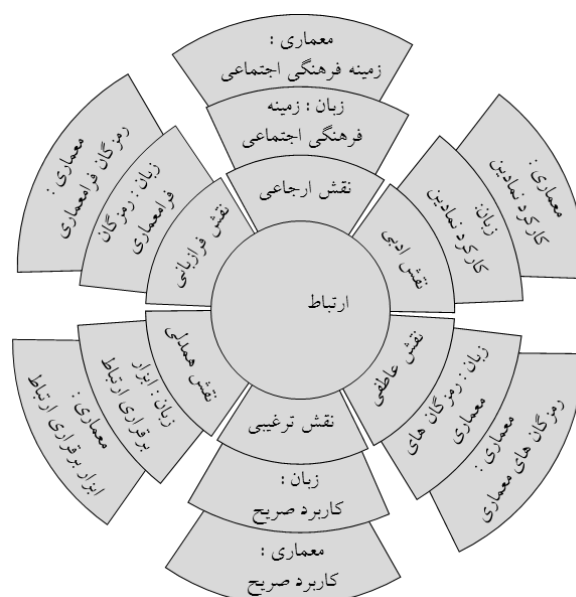 معماری :
زمینه فرهنگی اجتماعی
زبان : زمینه
فرهنگی اجتماعی
نقش ارجاعی
معماری :
کارکرد نمادین
زبان:
کارکرد نمادین
نقش ادبی
رمزگان های معماری
معماری :
زبان : رمزگان های
معماری
نقش عاطفی
نقش ترغیبی
زبان :
کاربرد صریح
معماری :
کاربرد صریح
نقش همدلی
زبان : ابزار
برقراری ارتباط
معماری :
ابزار برقراری ارتباط
معماری :
رمزگان فرامعماری
زبان : رمزگان
فرامعماری
نقش فرازبانی
ارتباط